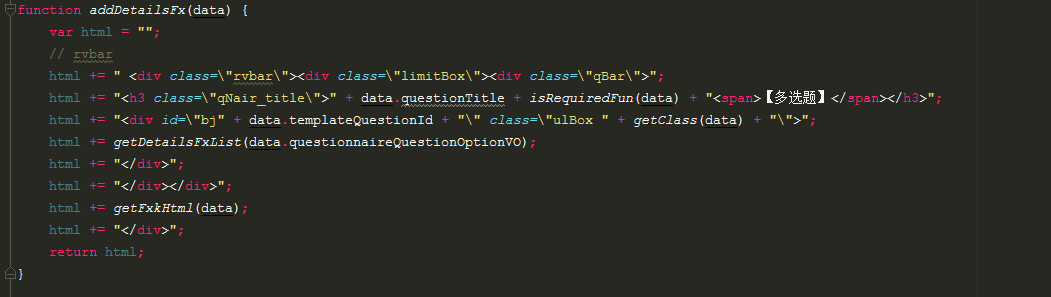 function addDetailsFx(data) {
    var html = "";
    // rvbar
    html += " <div class=\"rvbar\"><div class=\"limitBox\"><div class=\"qBar\">";
    html += "<h3 class=\"qNair_title\">" + data.questionTitle + isRequiredFun(data) + "<span>【多选题】</span></h3>";
    html += "<div id=\"bj" + data.templateQuestionId + "\" class=\"ulBox " + getClass(data) + "\">";
    html += getDetailsFxList(data.questionnaireQuestionOptionVO);
    html += "</div>";
    html += "</div></div>";
    html += getFxkHtml(data);
    html += "</div>";
    return html;
}